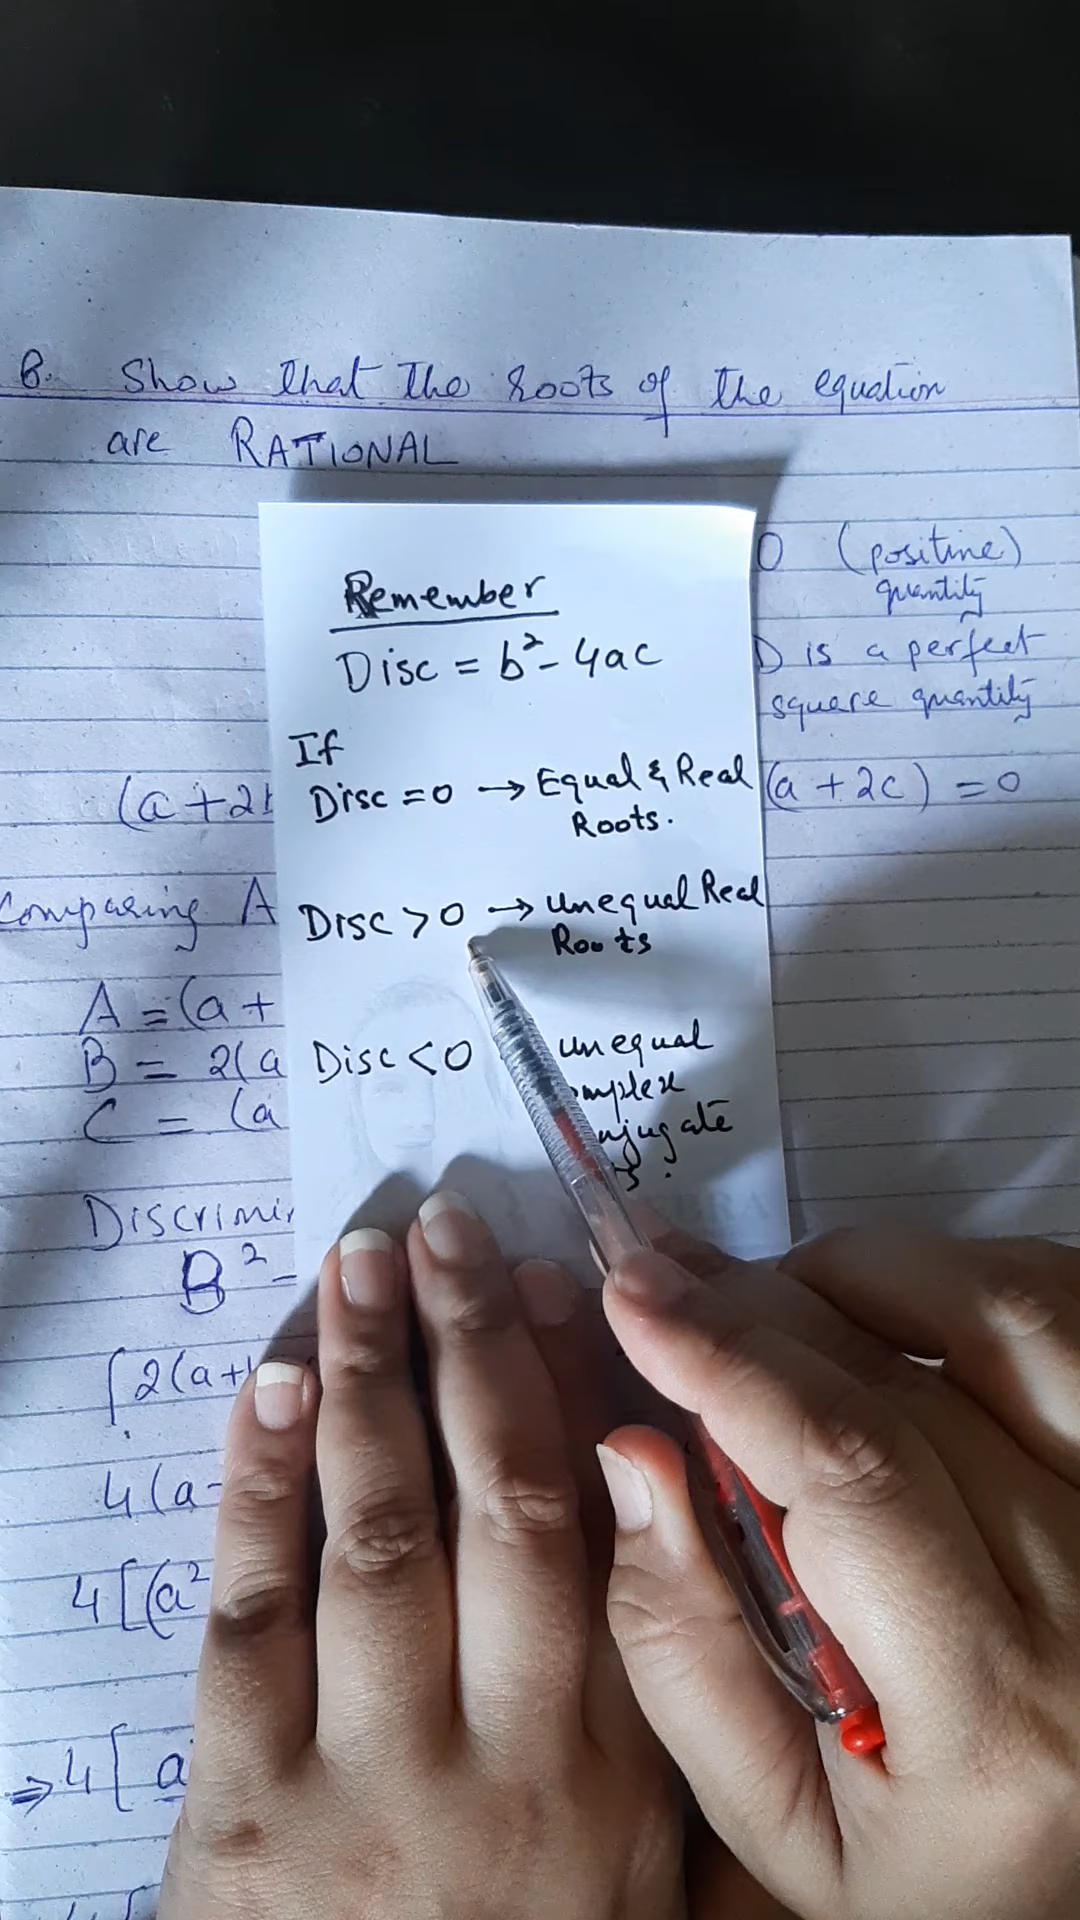 8. Show that the roots of the equation
are RATIONAL
0 (positive)
quantity
D is a perfect
square quantity
Remember
Disc = b² - 4ac
If
Disc = 0 → Equal & Real
Roots.
Disc > 0 → unequal Real
Roots
Disc < 0 unequal
(a + 2
(a + 2c) = 0
Comparing A
A = (a +
B = 2(a
C = (a
B² -
[2(a+
4(a-
4[(a²
⇒ 4[a